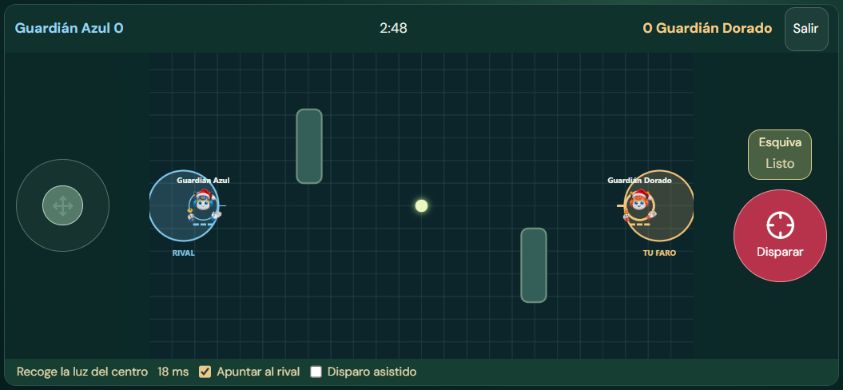 Guardián Azul 0
2:48
0 Guardián Dorado
Salir
Esquiva
Listo
Guardián Azul
Guardián Dorado
Disparar
RIVAL
TU FARO
Recoge la luz del centro 18 ms Apuntar al rival Disparo asistido